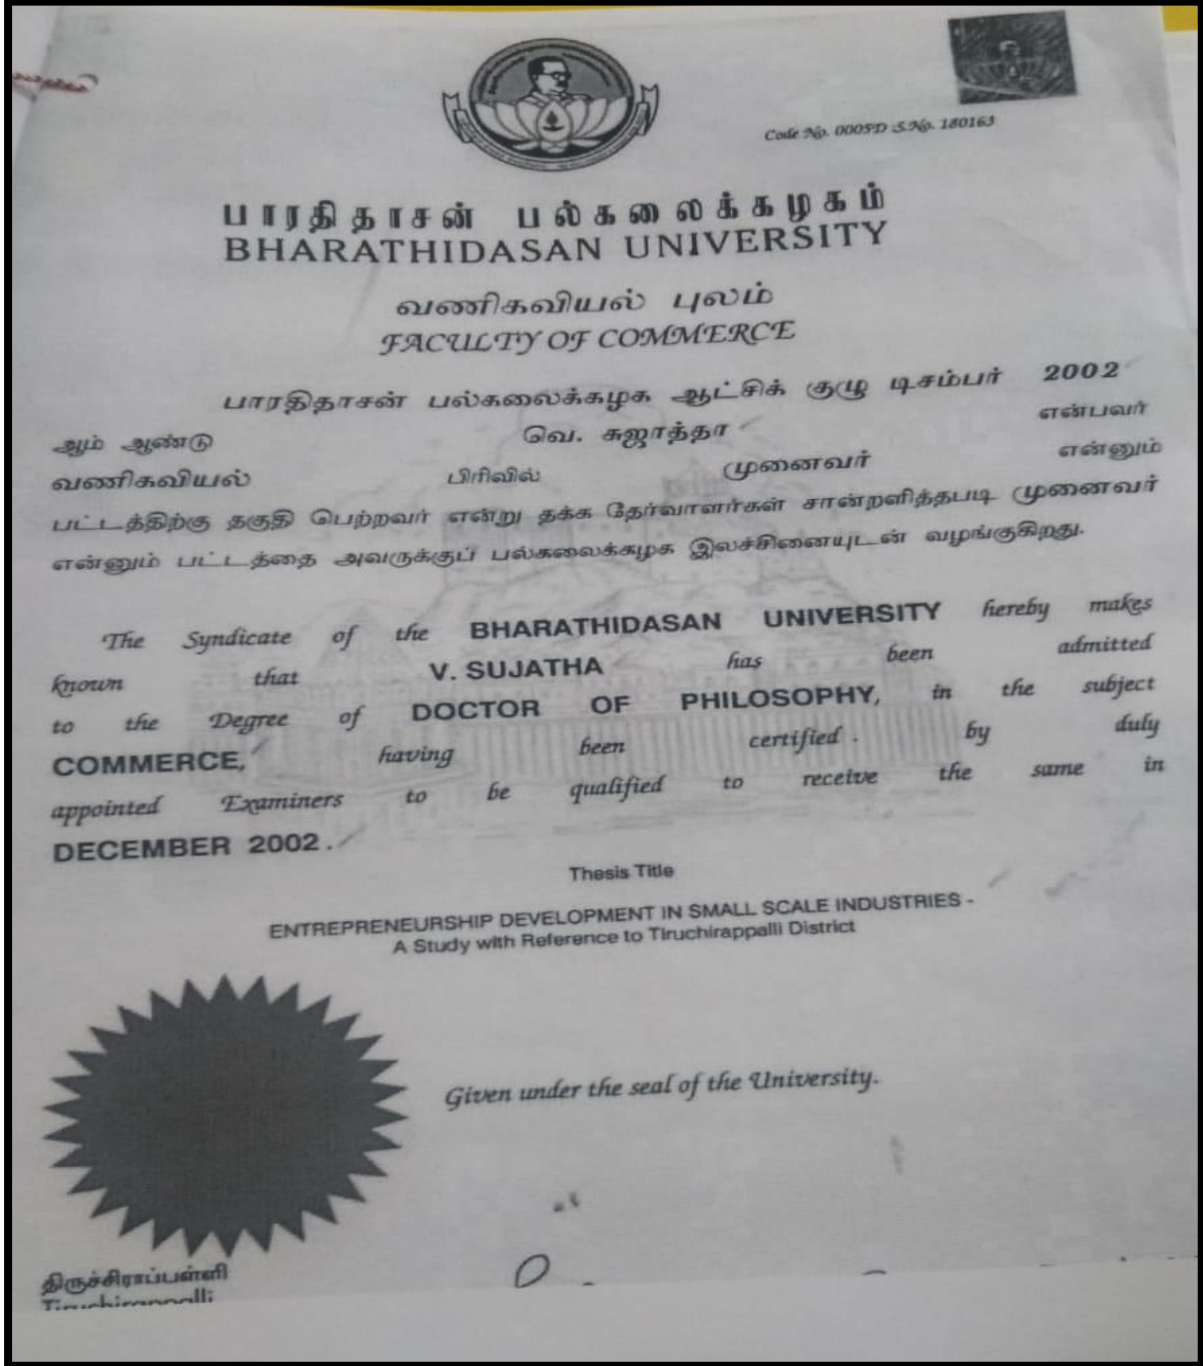 Code No. 0005D S.No. 180163
பாரதிதாசன் பல்கலைக்கழகம்
BHARATHIDASAN UNIVERSITY
வணிகவியல் புலம்
FACULTY OF COMMERCE
பாரதிதாசன் பல்கலைக்கழக ஆட்சிக் குழு டிசம்பர் 2002
ஆம் ஆண்டு வெ. சுஜாத்தா என்பவர்
வணிகவியல் பிரிவில் முனைவர் என்னும்
பட்டத்திற்கு தகுதி பெற்றவர் என்று தக்க தேர்வாளர்கள் சான்றளித்தபடி முனைவர்
என்னும் பட்டத்தை அவருக்குப் பல்கலைக்கழக இலச்சினையுடன் வழங்குகிறது.
The Syndicate of the BHARATHIDASAN UNIVERSITY hereby makes
known that V. SUJATHA has been admitted
to the Degree of DOCTOR OF PHILOSOPHY, in the subject
COMMERCE, having been certified . by duly
appointed Examiners to be qualified to receive the same in
DECEMBER 2002.
Thesis Title
ENTREPRENEURSHIP DEVELOPMENT IN SMALL SCALE INDUSTRIES -
A Study with Reference to Tiruchirappalli District
Given under the seal of the University.
திருச்சிராப்பள்ளி
Tiruchirappalli